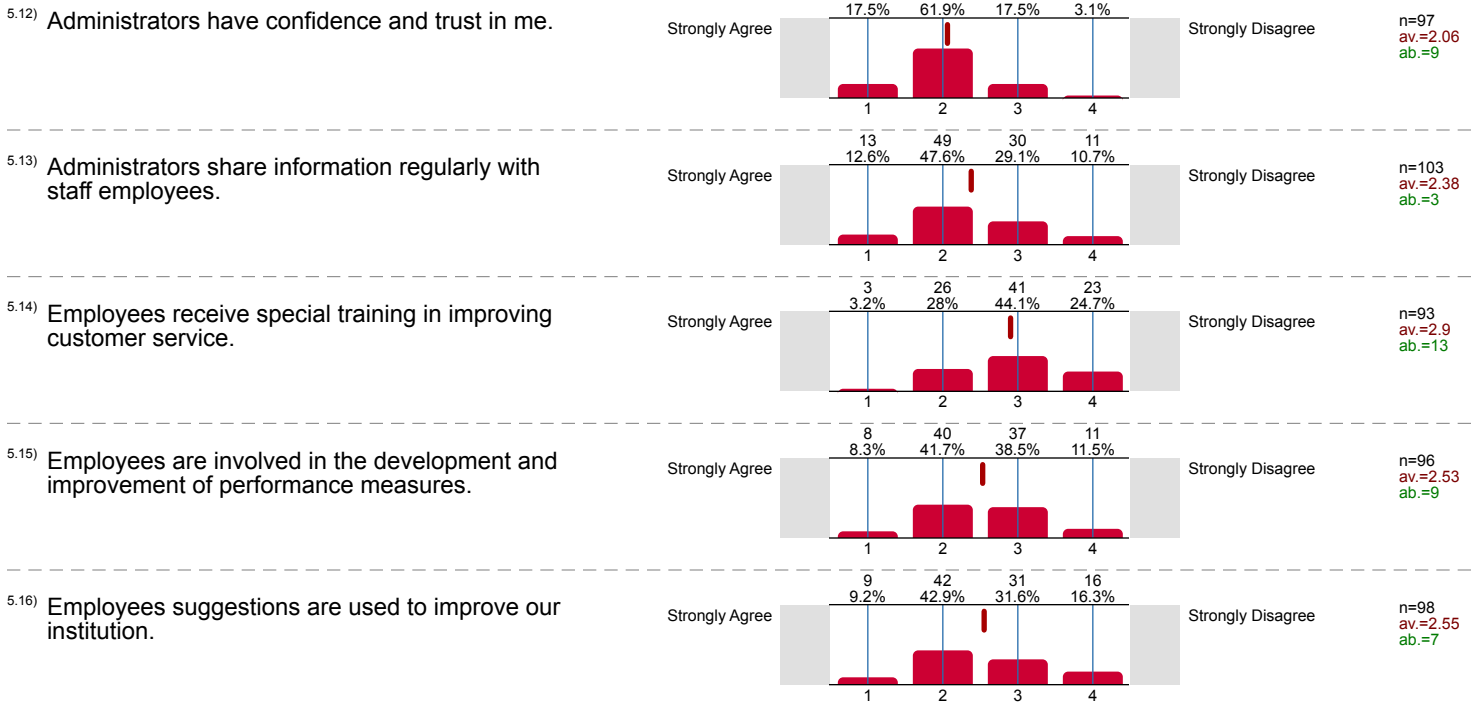 17.5% 61.9% 17.5% 3.1%
5.12) Administrators have confidence and trust in me.
Strongly Agree Strongly Disagree
n=97
av.=2.06
ab.=9
1 2 3 4
13 49 30 11
12.6% 47.6% 29.1% 10.7%
5.13) Administrators share information regularly with
staff employees.
Strongly Agree Strongly Disagree
n=103
av.=2.38
ab.=3
1 2 3 4
3 26 41 23
3.2% 28% 44.1% 24.7%
5.14) Employees receive special training in improving
customer service.
Strongly Agree Strongly Disagree
n=93
av.=2.9
ab.=13
1 2 3 4
8 40 37 11
8.3% 41.7% 38.5% 11.5%
5.15) Employees are involved in the development and
improvement of performance measures.
Strongly Agree Strongly Disagree
n=96
av.=2.53
ab.=9
1 2 3 4
9 42 31 16
9.2% 42.9% 31.6% 16.3%
5.16) Employees suggestions are used to improve our
institution.
Strongly Agree Strongly Disagree
n=98
av.=2.55
ab.=7
1 2 3 4